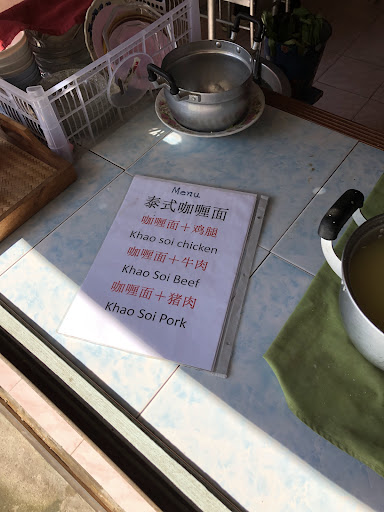 Menu
泰式咖喱面
咖喱面+鸡腿
Khao soi chicken
咖喱面+牛肉
Khao Soi Beef
咖喱面+猪肉
Khao Soi Pork